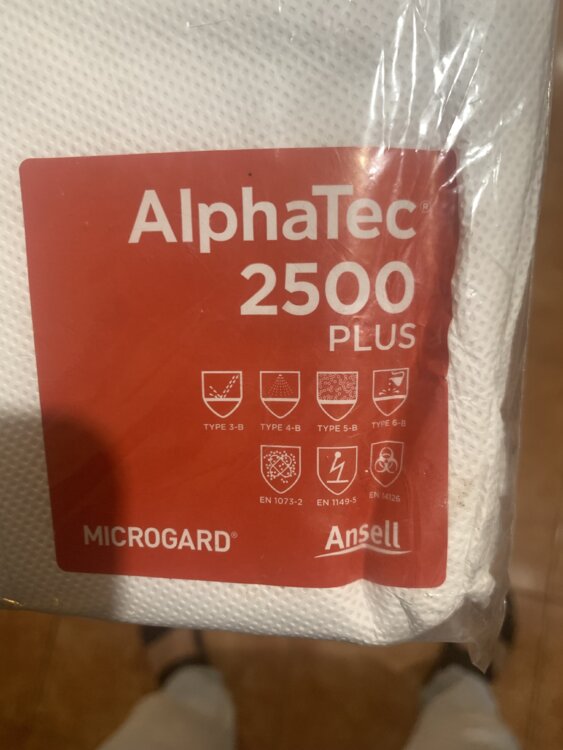 AlphaTec®
2500
PLUS
TYPE 3-B TYPE 4-B TYPE 5-B TYPE 6-B
EN 1073-2 EN 1149-5 EN 14126
MICROGARD® Ansell